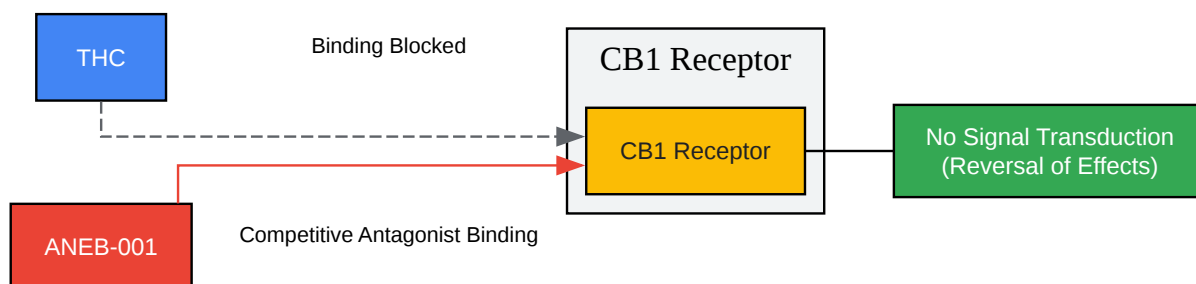 THC
Binding Blocked
CB1 Receptor
CB1 Receptor
No Signal Transduction
(Reversal of Effects)
ANEB-001
Competitive Antagonist Binding